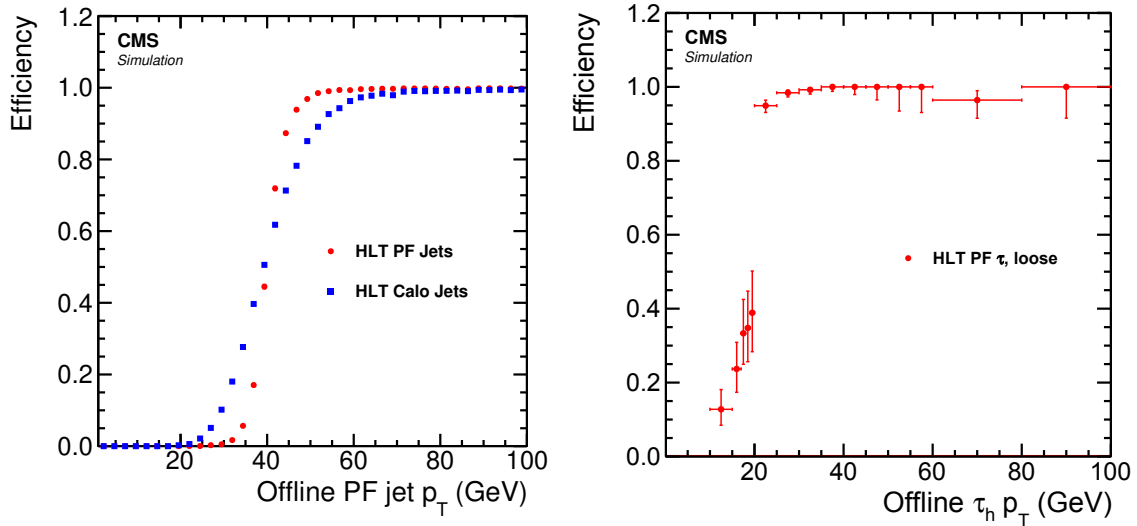 CMS
Simulation
Efficiency
1.2
1.0
0.8
0.6
0.4
0.2
0.0
HLT PF Jets
HLT Calo Jets
20 40 60 80 100
Offline PF jet p_T (GeV)
CMS
Simulation
Efficiency
1.2
1.0
0.8
0.6
0.4
0.2
0.0
HLT PF τ, loose
0 20 40 60 80 100
Offline τ_h p_T (GeV)